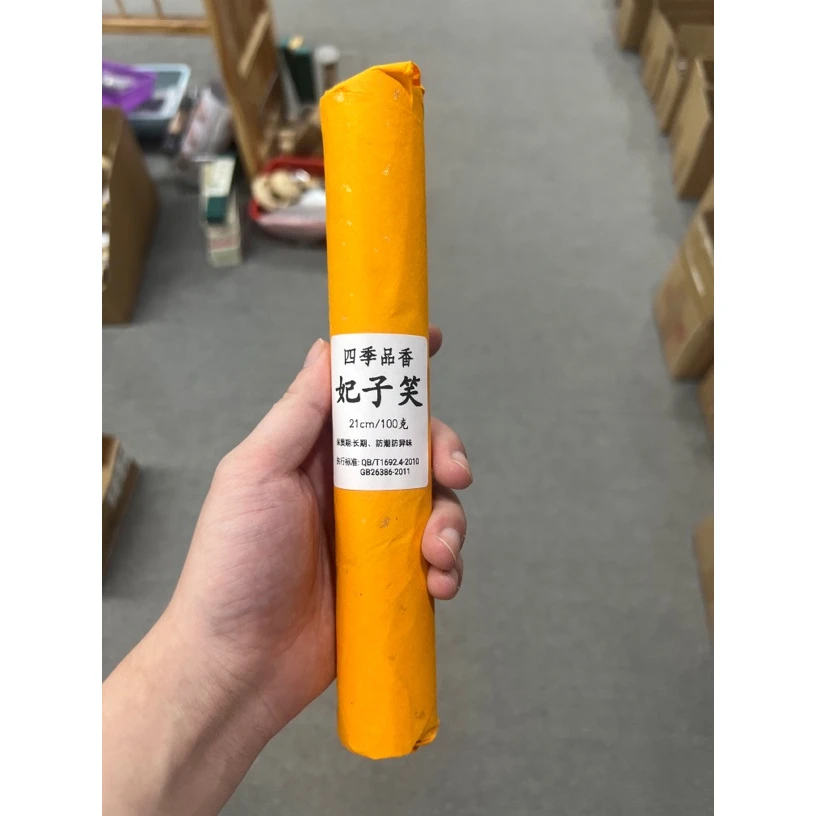 四季品香
妃子笑
21cm/100克
保质期:长期、防潮防异味
执行标准: QB/T1692.4-2010
GB26386-2011